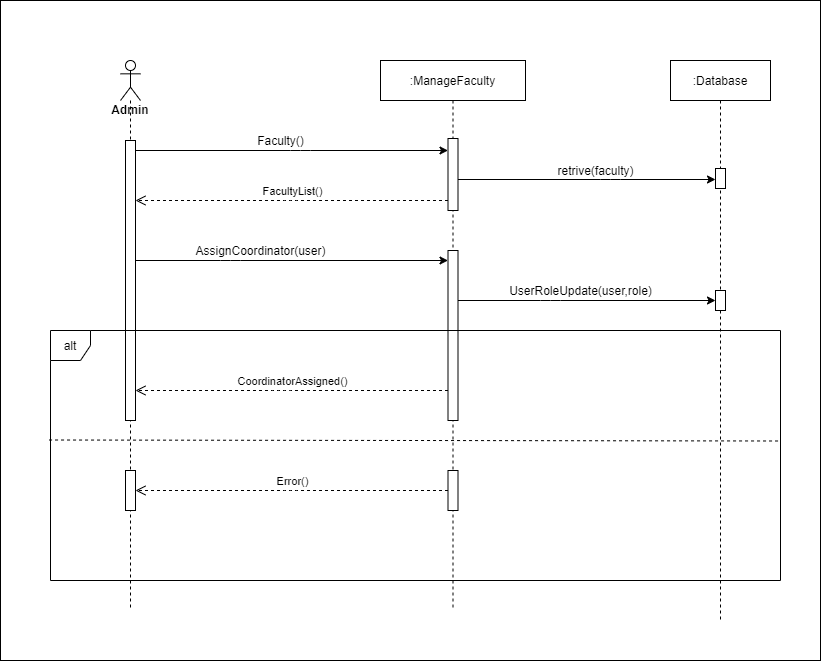 :ManageFaculty
:Database
Admin
Faculty()
retrive(faculty)
FacultyList()
AssignCoordinator(user)
UserRoleUpdate(user,role)
alt
CoordinatorAssigned()
Error()